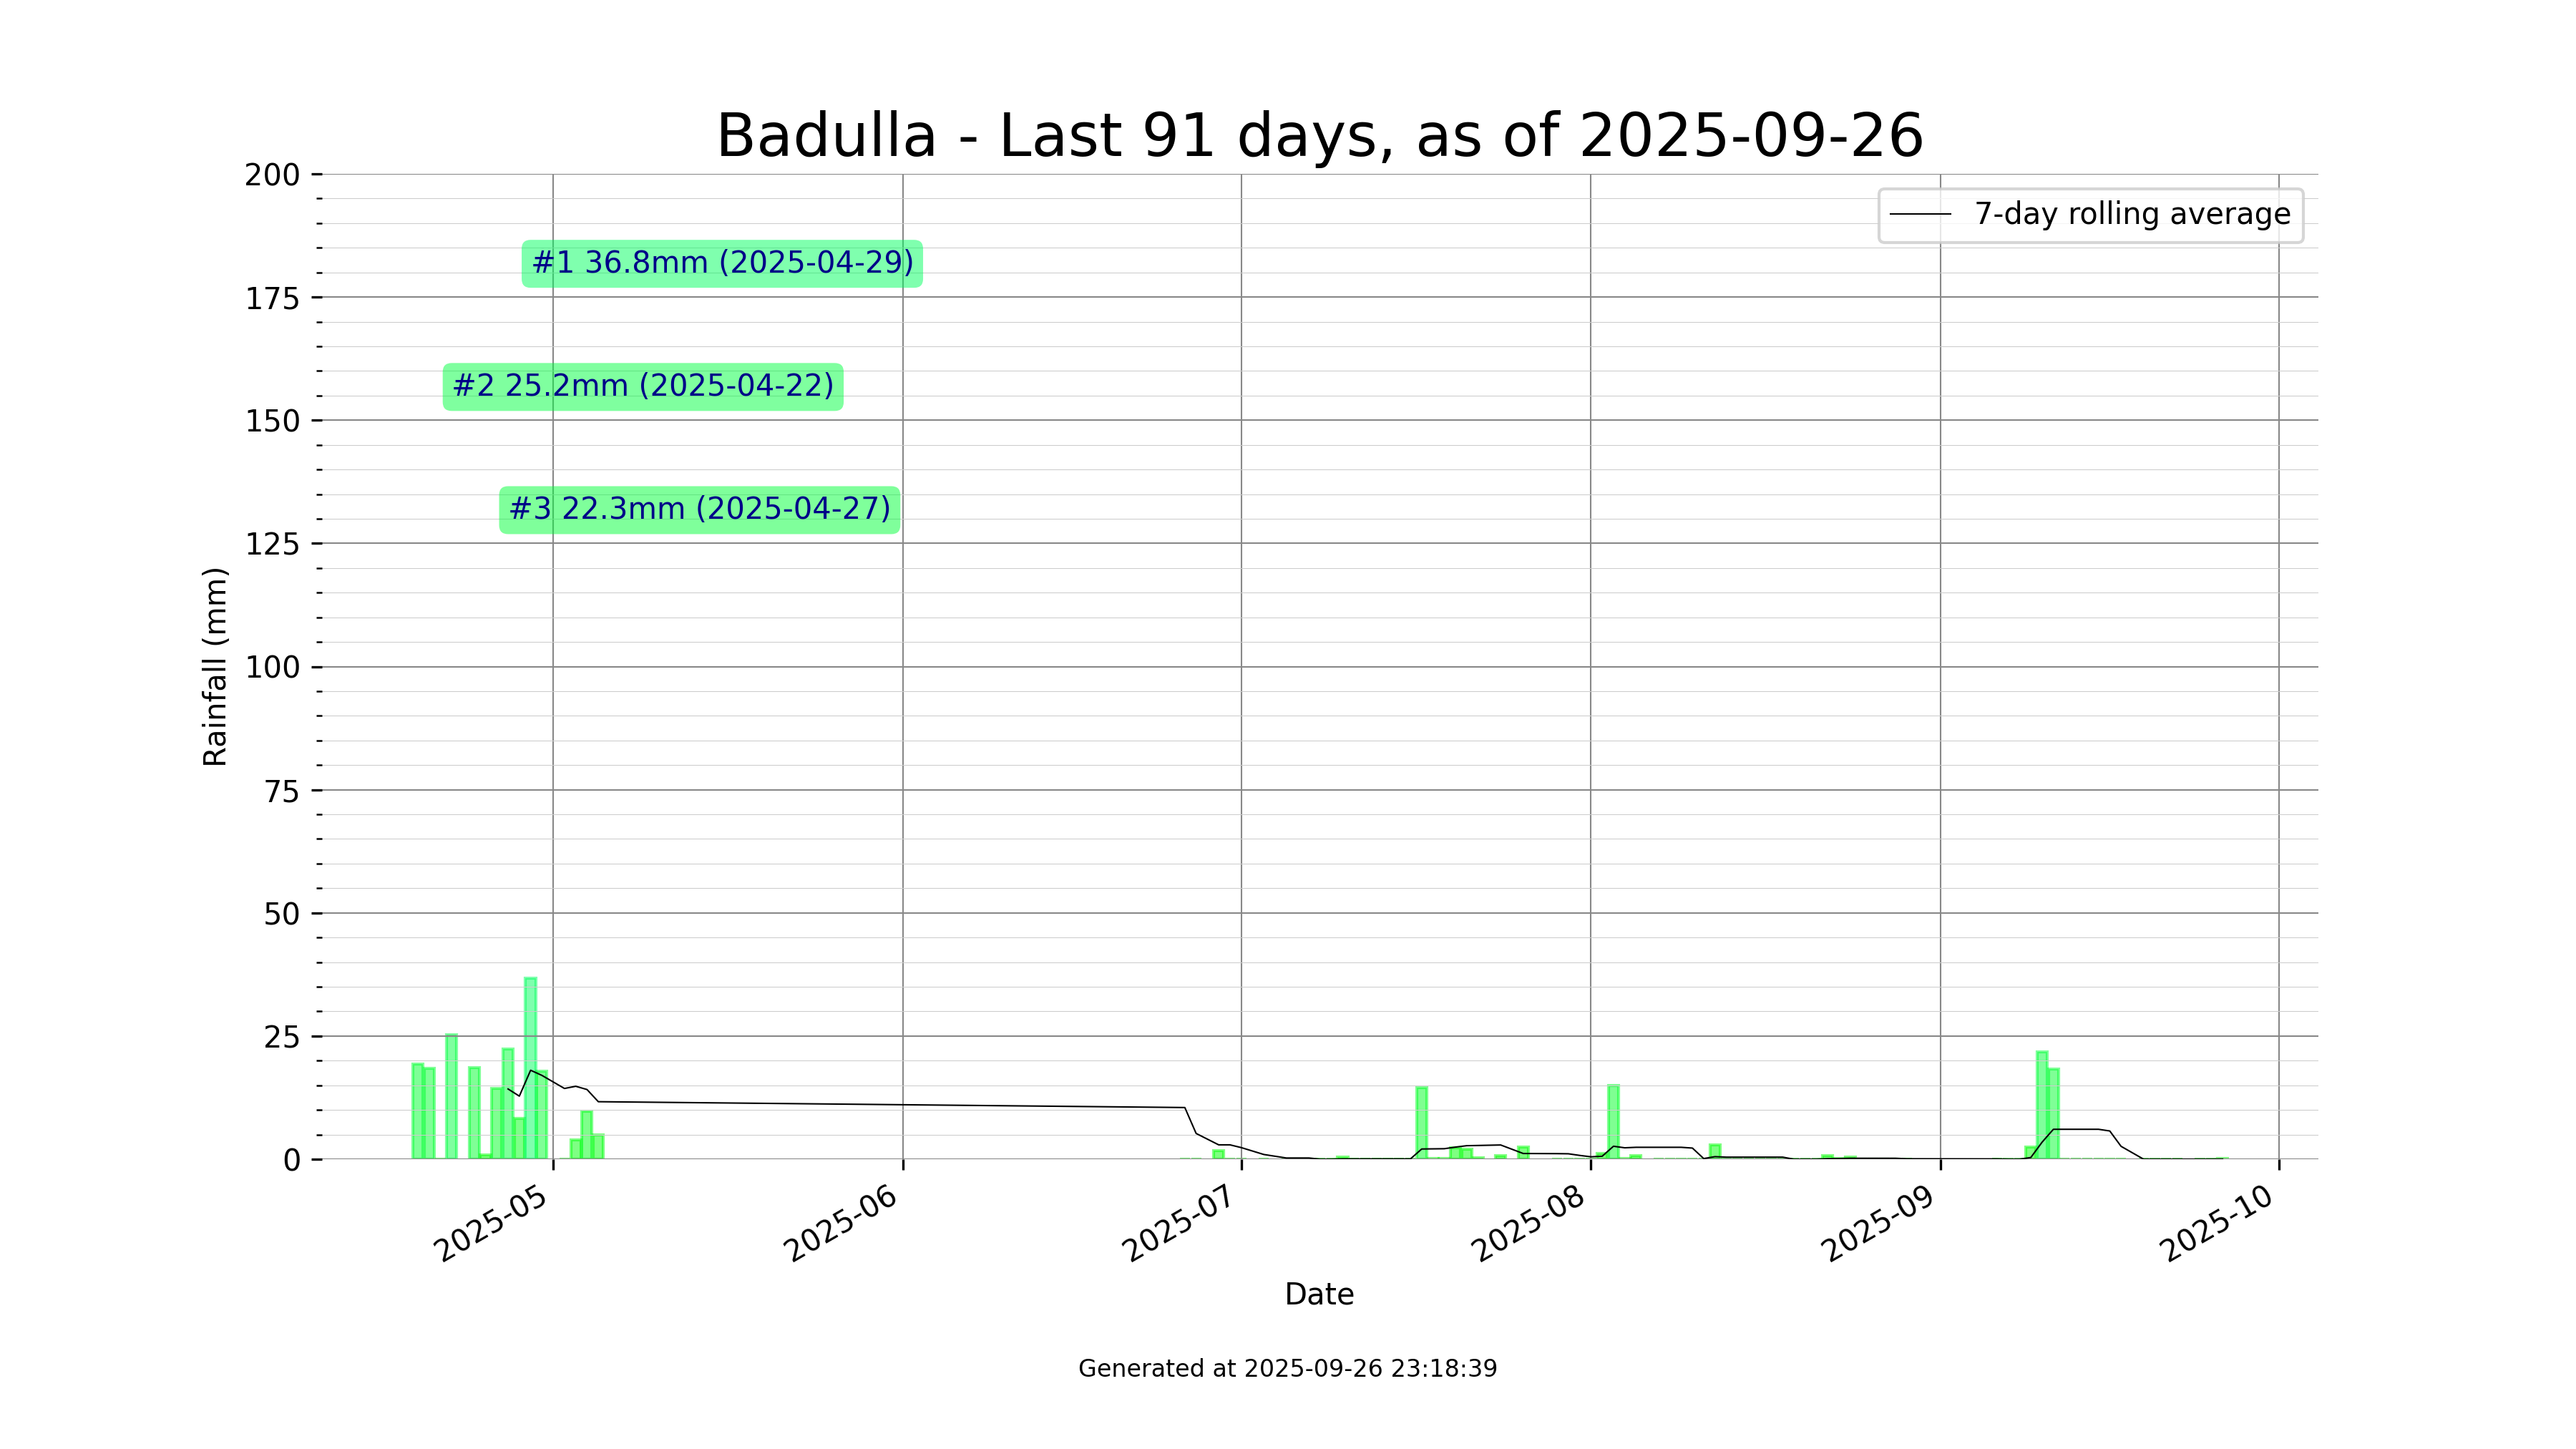 Badulla - Last 91 days, as of 2025-09-26
200
175
150
125
100
75
50
25
0
Rainfall (mm)
7-day rolling average
#1 36.8mm (2025-04-29)
#2 25.2mm (2025-04-22)
#3 22.3mm (2025-04-27)
2025-05
2025-06
2025-07
2025-08
2025-09
2025-10
Date
Generated at 2025-09-26 23:18:39